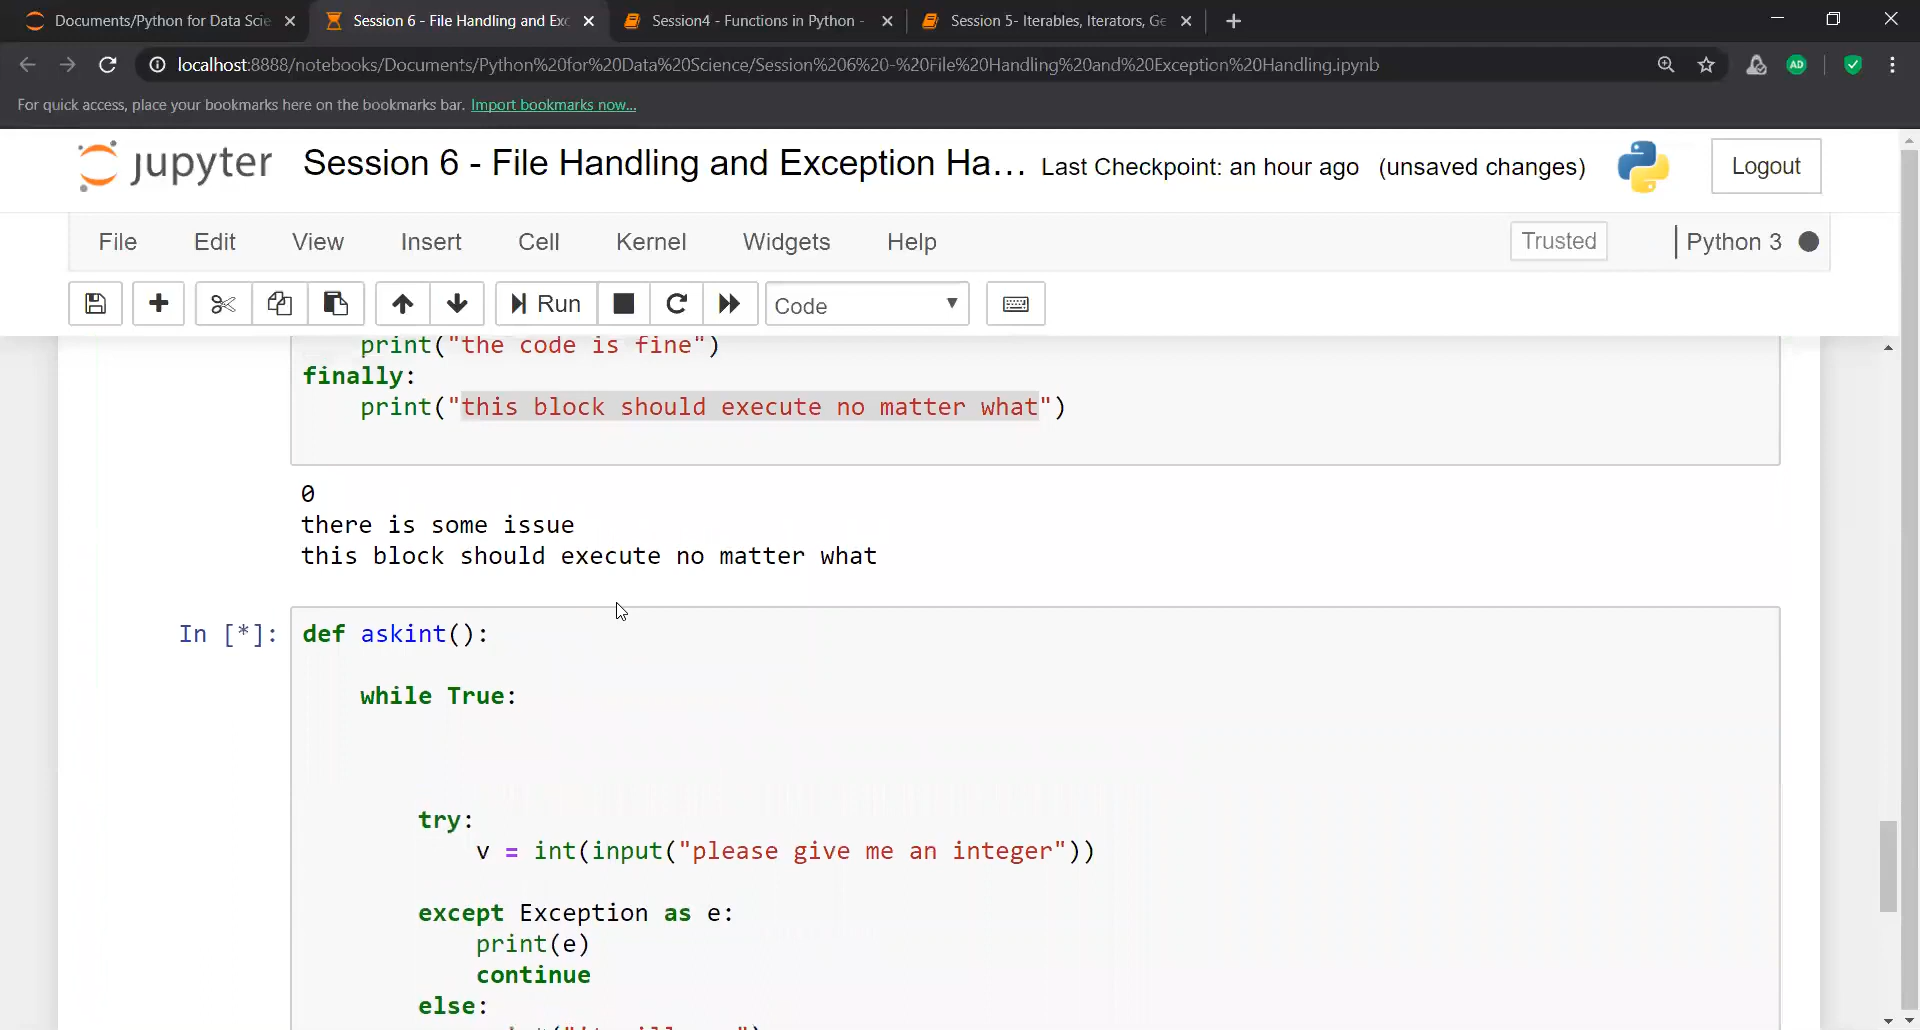 Documents/Python for Data Scie
Session 6 - File Handling and Exc
Session4 - Functions in Python -
Session 5- Iterables, Iterators, Ge
localhost:8888/notebooks/Documents/Python%20for%20Data%20Science/Session%206%20-%20File%20Handling%20and%20Exception%20Handling.ipynb
AD
For quick access, place your bookmarks here on the bookmarks bar. Import bookmarks now...
jupyter Session 6 - File Handling and Exception Ha... Last Checkpoint: an hour ago (unsaved changes)
Logout
File Edit View Insert Cell Kernel Widgets Help
Trusted
Python 3
Run
Code
print("the code is fine")
finally:
print("this block should execute no matter what")
0
there is some issue
this block should execute no matter what
In [*]: def askint():
while True:
try:
v = int(input("please give me an integer"))
except Exception as e:
print(e)
continue
else: